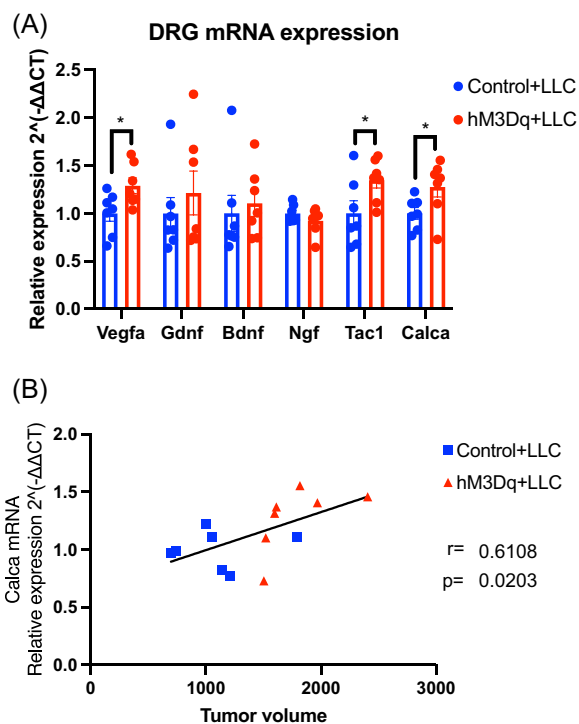 (A)
DRG mRNA expression
Relative expression 2^(-ΔΔCT)
2.5
2.0
1.5
1.0
0.5
0.0
* * *
Vegfa Gdnf Bdnf Ngf Tac1 Calca
Control+LLC
hM3Dq+LLC
(B)
Calca mRNA
Relative expression 2^(-ΔΔCT)
2.0
1.5
1.0
0.5
0.0
0 1000 2000 3000
Tumor volume
Control+LLC
hM3Dq+LLC
r= 0.6108
p= 0.0203